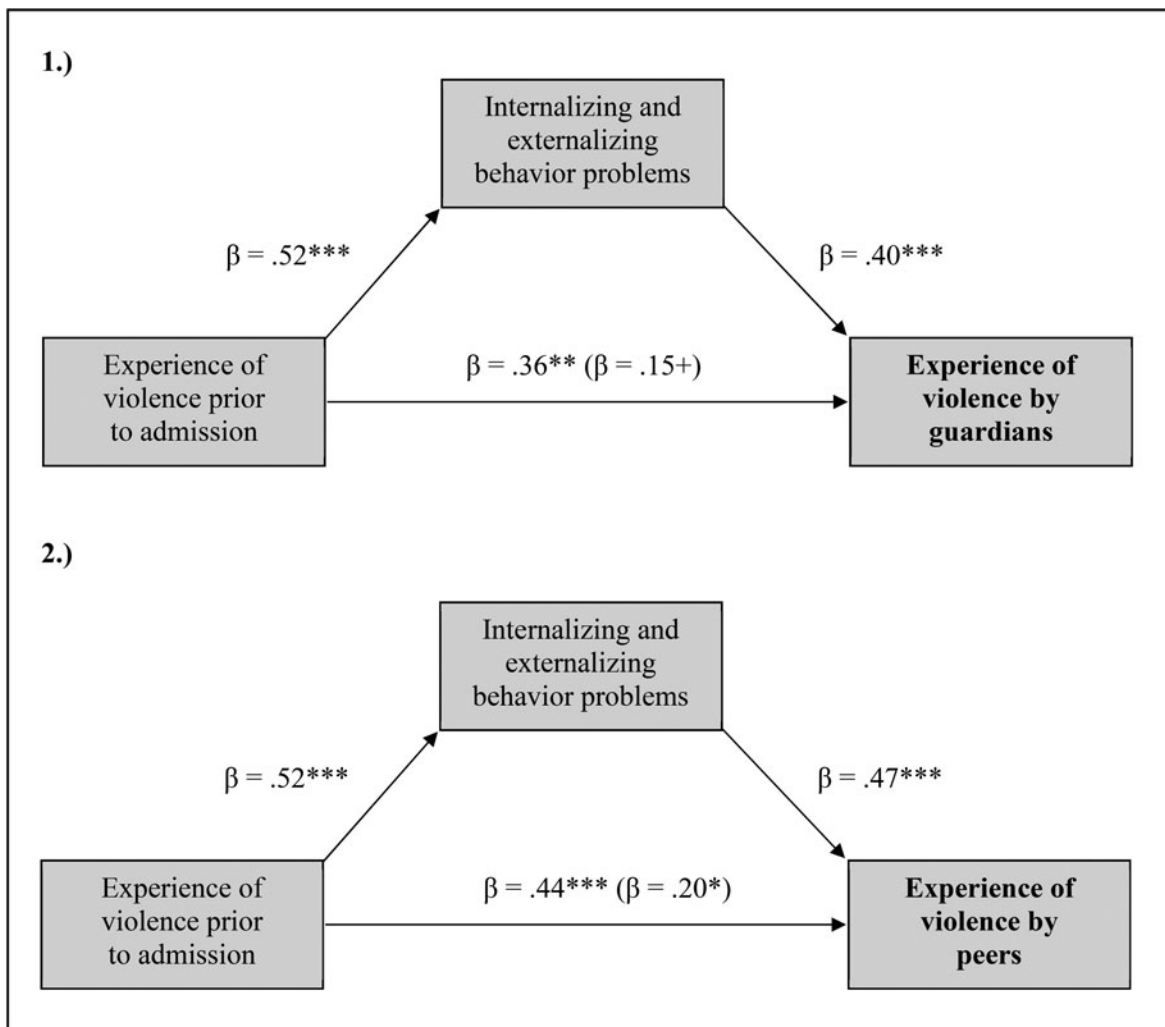 1.)
Internalizing and
externalizing
behavior problems
β = .52***
β = .40***
Experience of
violence prior
to admission
β = .36** (β = .15+)
Experience of
violence by
guardians
2.)
Internalizing and
externalizing
behavior problems
β = .52***
β = .47***
Experience of
violence prior
to admission
β = .44*** (β = .20*)
Experience of
violence by
peers